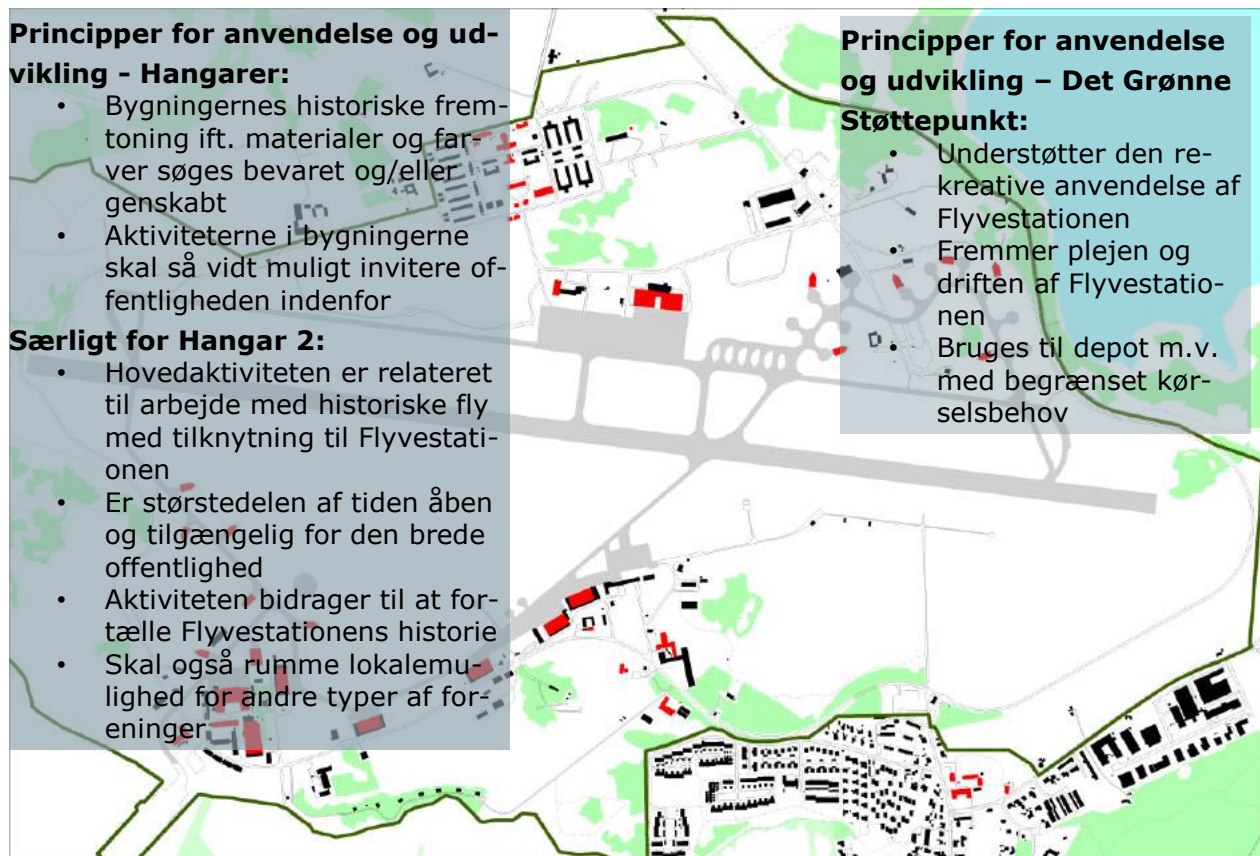 Principper for anvendelse og ud-
vikling - Hangarer:
• Bygningernes historiske frem-
toning ift. materialer og far-
ver søges bevaret og/eller
genskabt
• Aktiviteterne i bygningerne
skal så vidt muligt invitere of-
fentligheden indenfor
Særligt for Hangar 2:
• Hovedaktiviteten er relateret
til arbejde med historiske fly
med tilknytning til Flyvestati-
onen
• Er størstedelen af tiden åben
og tilgængelig for den brede
offentlighed
• Aktiviteten bidrager til at for-
tælle Flyvestationens historie
• Skal også rumme lokalemu-
lighed for andre typer af for-
eninger
Principper for anvendelse
og udvikling – Det Grønne
Støttepunkt:
• Understøtter den re-
kreative anvendelse af
Flyvestationen
• Fremmer plejen og
driften af Flyvestatio-
nen
• Bruges til depot m.v.
med begrænset kør-
selsbehov